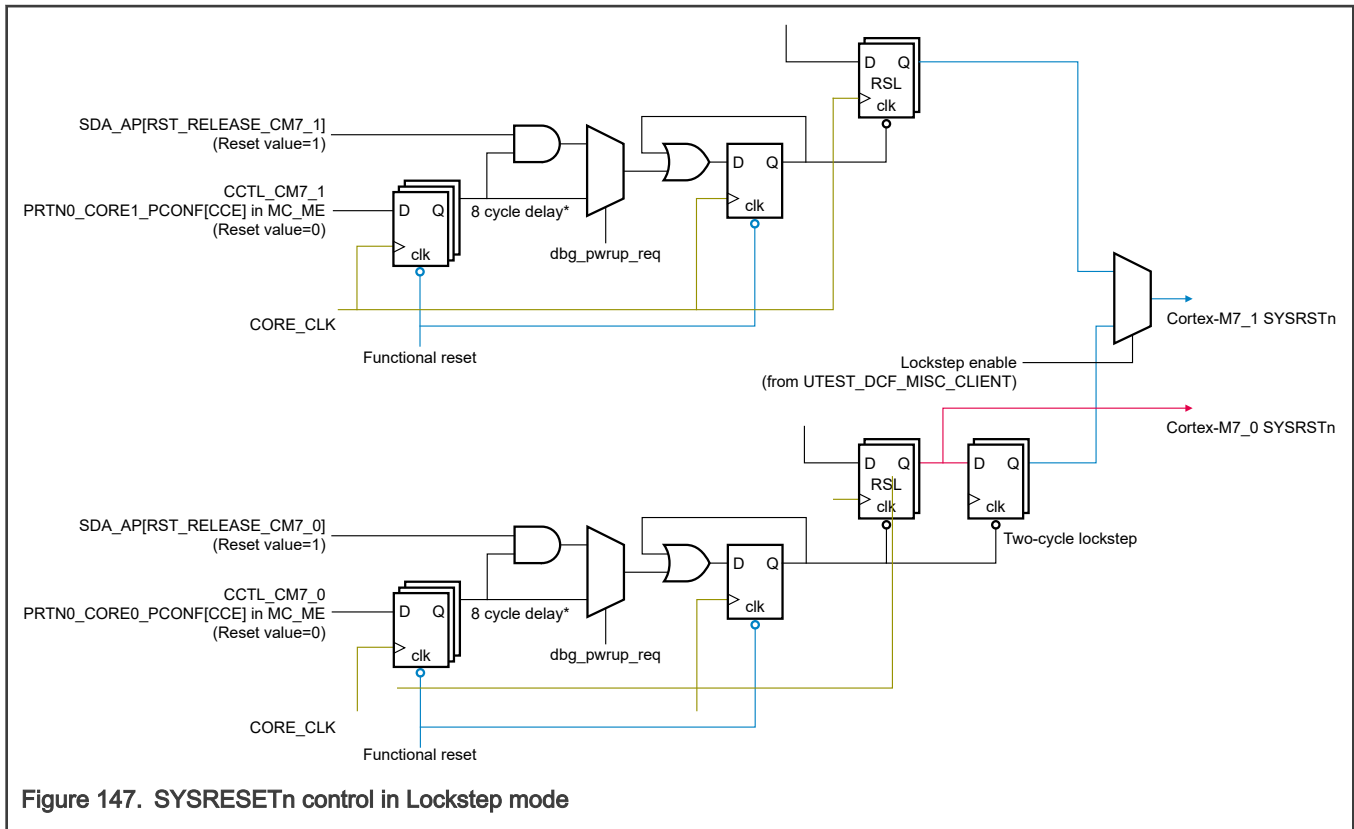 D Q
RSL
clk
SDA_AP[RST_RELEASE_CM7_1]
(Reset value=1)
D Q
clk
CCTL_CM7_1
PRTN0_CORE1_PCONF[CCE] in MC_ME
(Reset value=0)
D Q
clk
8 cycle delay*
dbg_pwrup_req
CORE_CLK
Functional reset
Cortex-M7_1 SYSRSTn
Lockstep enable
(from UTEST_DCF_MISC_CLIENT)
Cortex-M7_0 SYSRSTn
D Q
RSL
clk
D Q
clk
Two-cycle lockstep
SDA_AP[RST_RELEASE_CM7_0]
(Reset value=1)
D Q
clk
CCTL_CM7_0
PRTN0_CORE0_PCONF[CCE] in MC_ME
(Reset value=0)
D Q
clk
8 cycle delay*
dbg_pwrup_req
CORE_CLK
Functional reset
Figure 147. SYSRESETn control in Lockstep mode